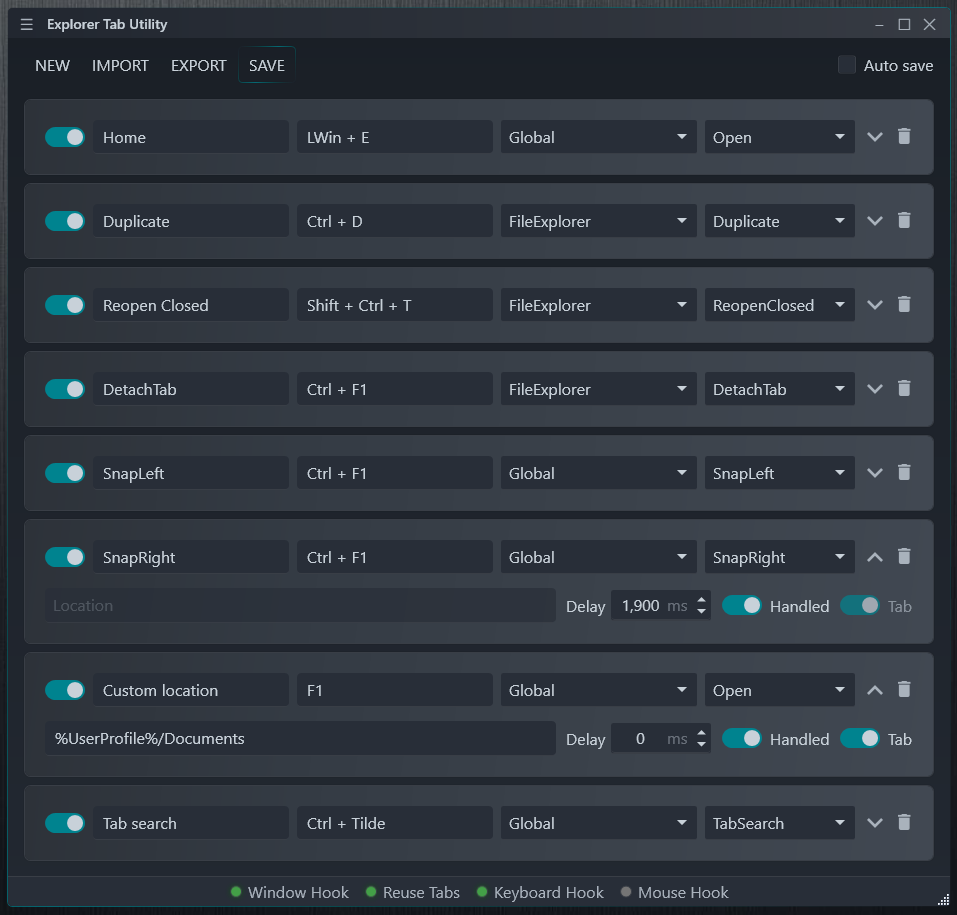 Explorer Tab Utility
NEW IMPORT EXPORT SAVE Auto save
Home LWin + E Global Open
Duplicate Ctrl + D FileExplorer Duplicate
Reopen Closed Shift + Ctrl + T FileExplorer ReopenClosed
DetachTab Ctrl + F1 FileExplorer DetachTab
SnapLeft Ctrl + F1 Global SnapLeft
SnapRight Ctrl + F1 Global SnapRight
Location Delay 1,900 ms Handled Tab
Custom location F1 Global Open
%UserProfile%/Documents Delay 0 ms Handled Tab
Tab search Ctrl + Tilde Global TabSearch
Window Hook Reuse Tabs Keyboard Hook Mouse Hook